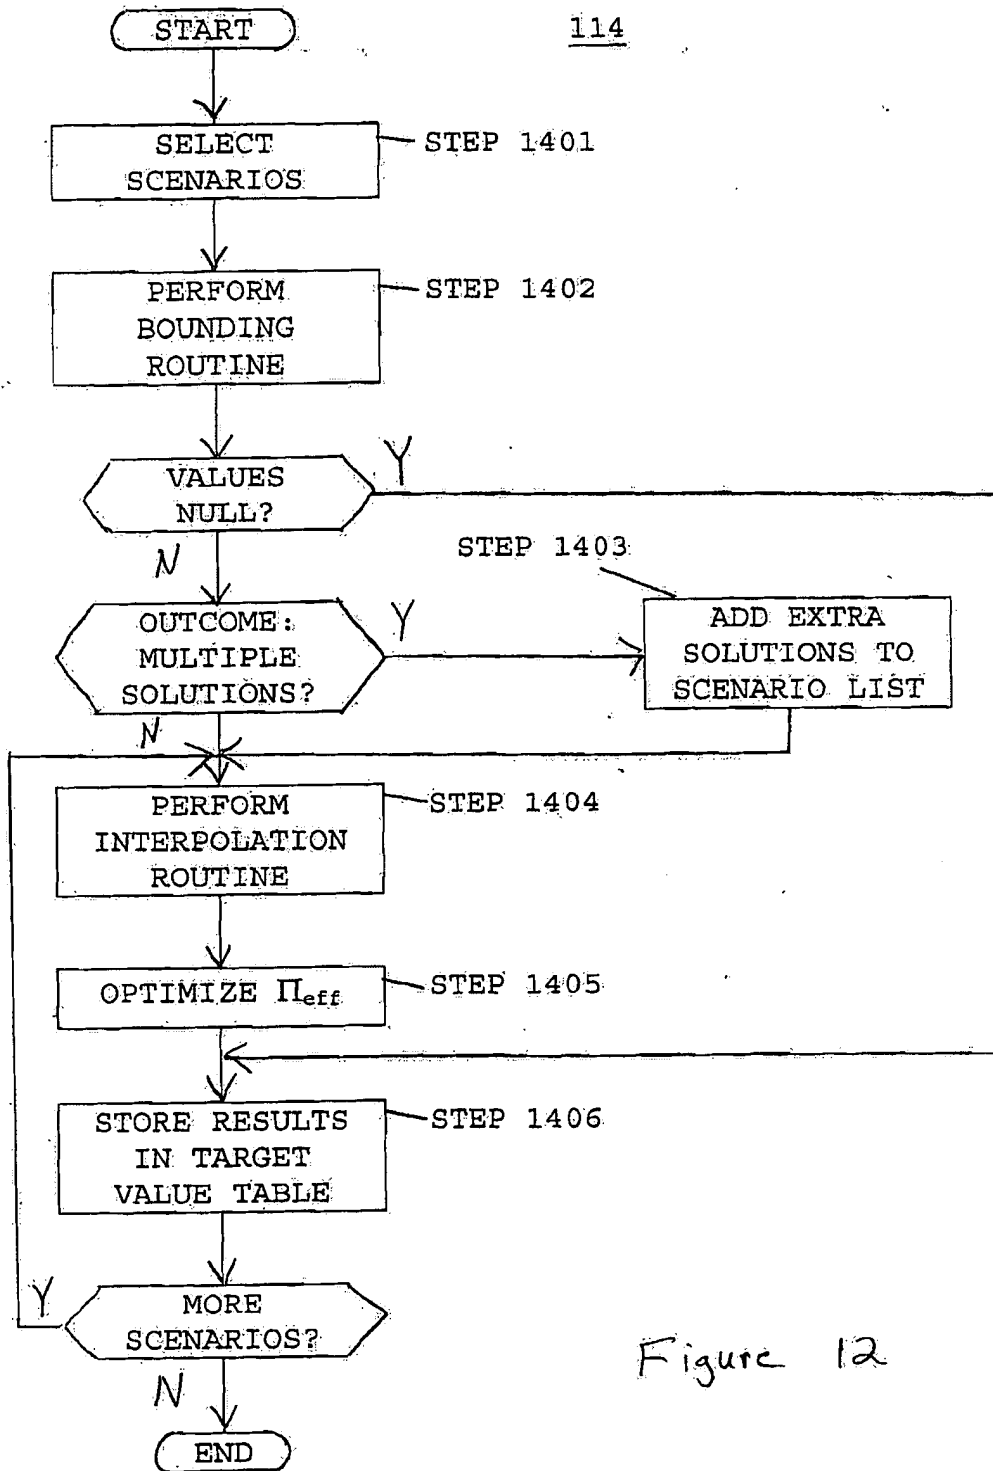 START
114
SELECT
SCENARIOS
STEP 1401
PERFORM
BOUNDING
ROUTINE
STEP 1402
VALUES
NULL?
Y
N
STEP 1403
OUTCOME:
MULTIPLE
SOLUTIONS?
Y
ADD EXTRA
SOLUTIONS TO
SCENARIO LIST
N
PERFORM
INTERPOLATION
ROUTINE
STEP 1404
OPTIMIZE Πeff
STEP 1405
STORE RESULTS
IN TARGET
VALUE TABLE
STEP 1406
Y
MORE
SCENARIOS?
N
END
Figure 12